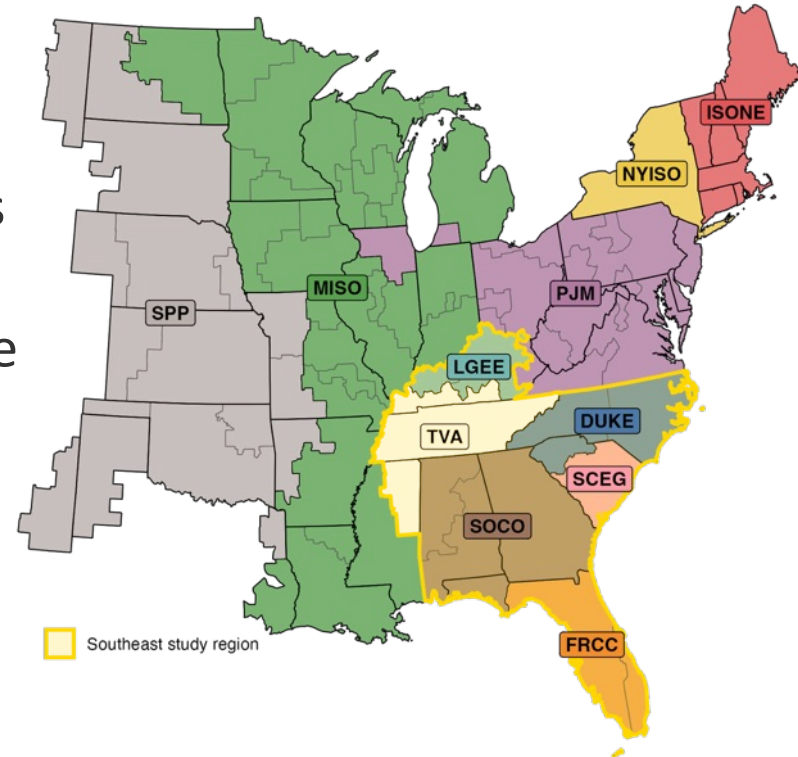 ISONE
NYISO
s
MISO
PJM
SPP
e
LGEE
DUKE
TVA
SCEG
SOCO
Southeast study region
FRCC